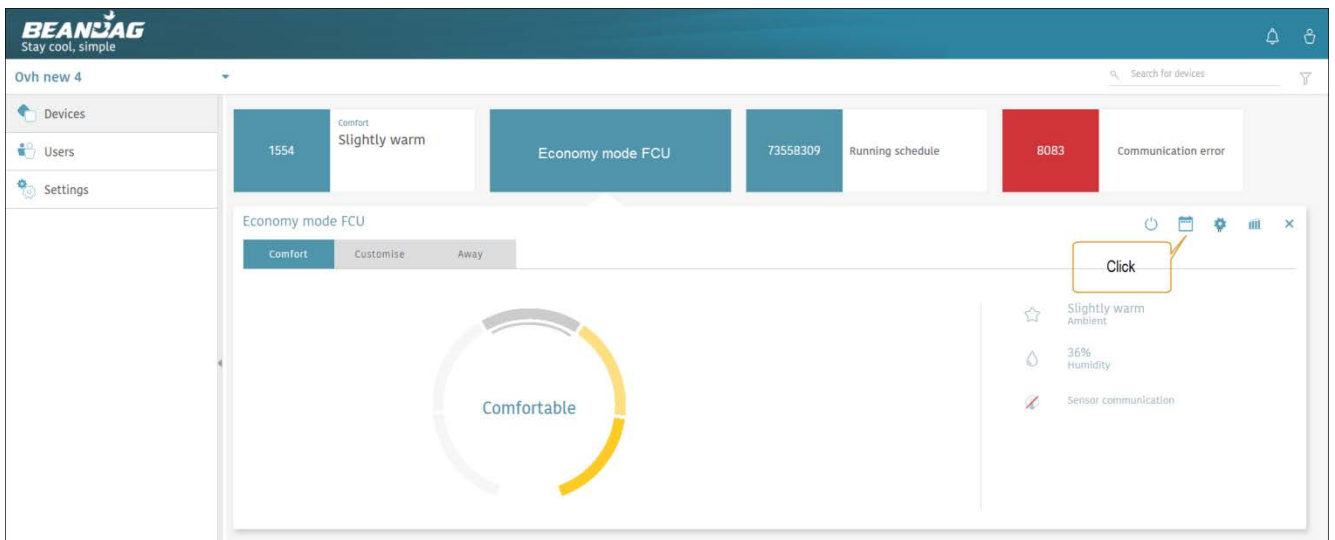 BEANBAG
Stay cool, simple
Ovh new 4
Search for devices
Devices
Users
Settings
1554
Comfort
Slightly warm
Economy mode FCU
73558309
Running schedule
8083
Communication error
Economy mode FCU
Comfort
Customise
Away
Click
Comfortable
Slightly warm
Ambient
36%
Humidity
Sensor communication